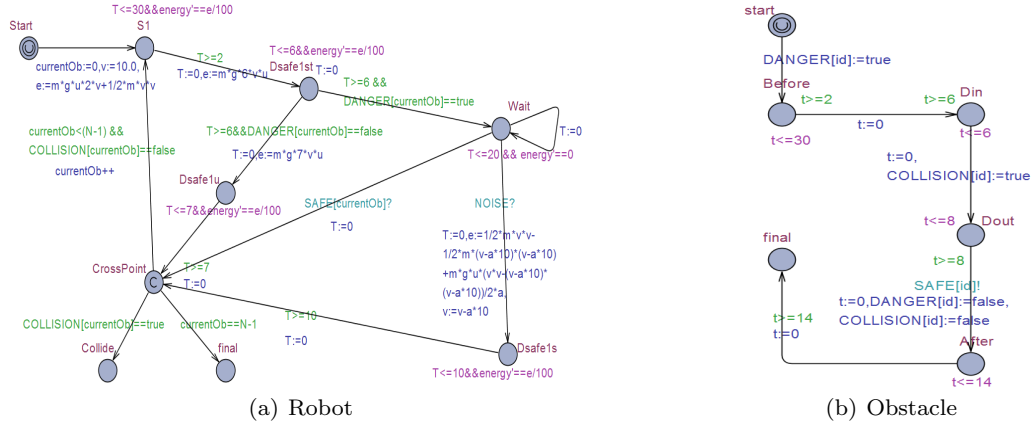 T<=30&&energy'==e/100
Start
S1
currentOb:=0,v:=10.0,
e:=m*g*u*2*v+1/2*m*v*v
T>=2
T:=0,e:=m*g*6*v*u
T<=6&&energy'==e/100
Dsafe1st
T:=0
T>=6 &&
DANGER[currentOb]==true
Wait
T:=0
T<=20 && energy'==0
currentOb<(N-1) &&
COLLISION[currentOb]==false
currentOb++
T>=6&&DANGER[currentOb]==false
T:=0,e:=m*g*7*v*u
Dsafe1u
T<=7&&energy'==e/100
SAFE[currentOb]?
T:=0
NOISE?
T:=0,e:=1/2*m*v*v-
1/2*m*(v-a*10)*(v-a*10)
+m*g*u*(v*v-(v-a*10)*
(v-a*10))/2*a,
v:=v-a*10
CrossPoint
C
T>=7
T:=0
T>=10
T:=0
COLLISION[currentOb]==true
currentOb==N-1
Collide
final
Dsafe1s
T<=10&&energy'==e/100
(a) Robot
start
DANGER[id]:=true
Before
t>=2
t:=0
t<=30
t>=6
Din
t<=6
t:=0,
COLLISION[id]:=true
t<=8
Dout
t>=8
SAFE[id]!
t:=0,DANGER[id]:=false,
COLLISION[id]:=false
final
t>=14
t:=0
After
t<=14
(b) Obstacle